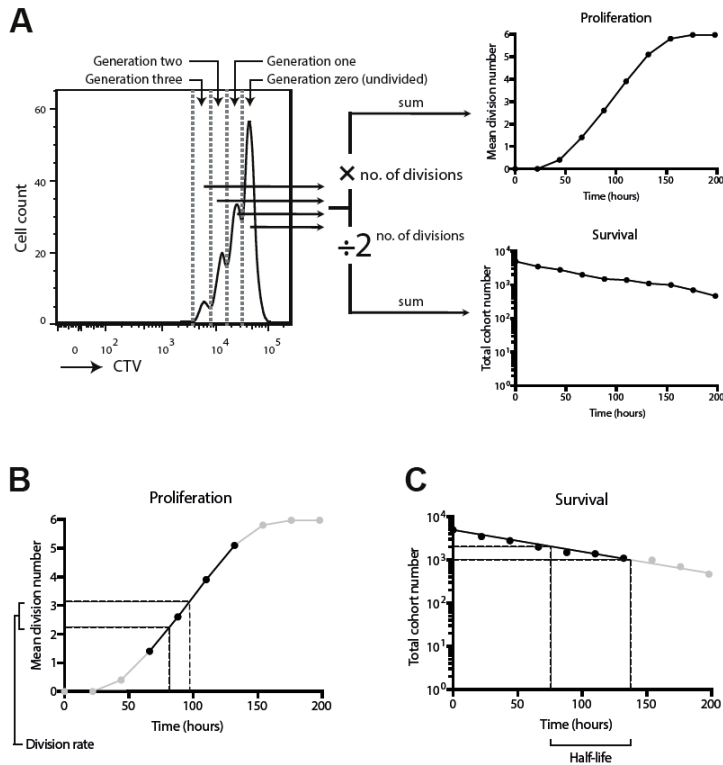 A
Generation two
Generation one
Generation three
Generation zero (undivided)
60
40
20
0
Cell count
0
10²
10³
10⁴
10⁵
CTV
sum
× no. of divisions
÷2 no. of divisions
sum
Proliferation
6
5
4
3
2
1
0
Mean division number
0
50
100
150
200
Time (hours)
Survival
10⁴
10³
10²
10¹
10⁰
Total cohort number
0
50
100
150
200
Time (hours)
B
Proliferation
6
5
4
3
2
1
0
Mean division number
0
50
100
150
200
Time (hours)
Division rate
C
Survival
10⁴
10³
10²
10¹
10⁰
Total cohort number
0
50
100
150
200
Time (hours)
Half-life